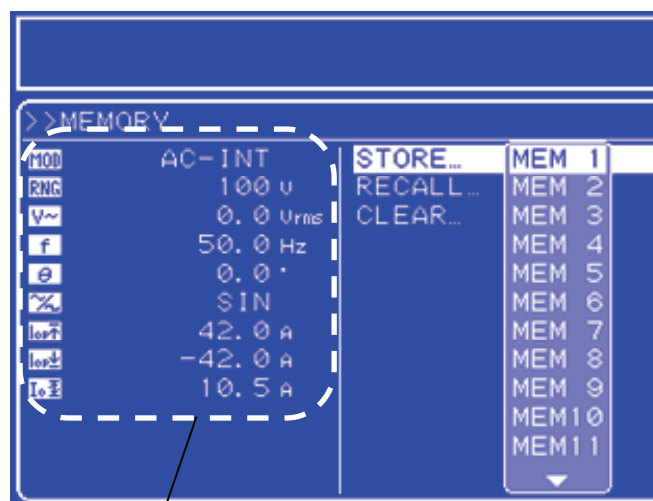 >>MEMORY
MOD AC-INT
RNG 100 V
V~ 0.0 Vrms
f 50.0 Hz
θ 0.0 °
SIN
42.0 A
-42.0 A
10.5 A
STORE…
RECALL…
CLEAR…
MEM 1
MEM 2
MEM 3
MEM 4
MEM 5
MEM 6
MEM 7
MEM 8
MEM 9
MEM10
MEM11